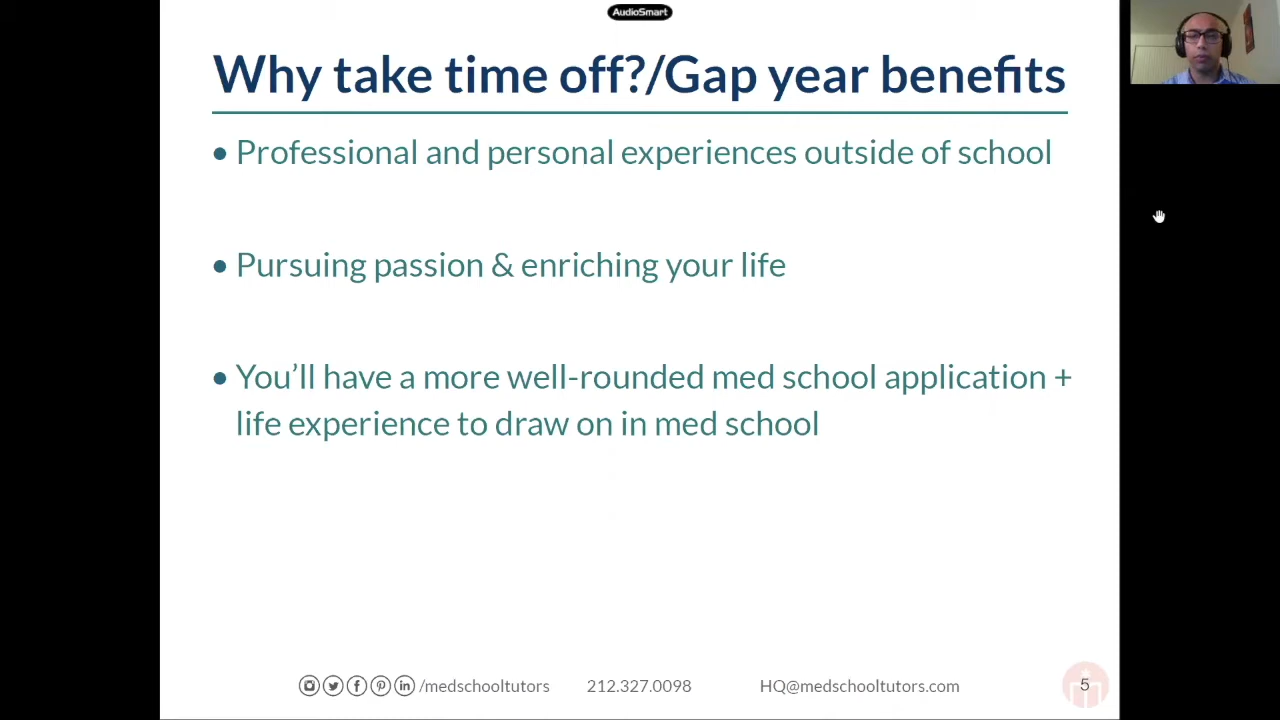 AudioSmart
Why take time off?/Gap year benefits
• Professional and personal experiences outside of school
• Pursuing passion & enriching your life
• You’ll have a more well-rounded med school application +
life experience to draw on in med school
/medschooltutors 212.327.0098 HQ@medschooltutors.com 5